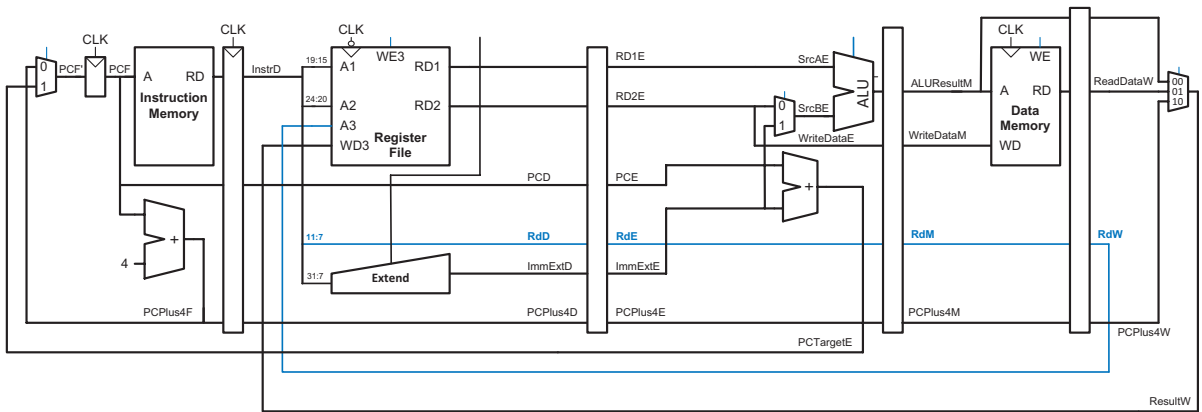 CLK
CLK
CLK
CLK
WE3
WE
0
1
PCF'
PCF
A
RD
Instruction
Memory
InstrD
19:15
A1
RD1
RD1E
SrcAE
ALU
24:20
A2
RD2
RD2E
0
1
SrcBE
A3
WD3
Register
File
WriteDataE
ALUResultM
A
RD
Data
Memory
WD
WriteDataM
ReadDataW
00
01
10
PCD
PCE
+
+
4
11:7
RdD
RdE
RdM
RdW
31:7
Extend
ImmExtD
ImmExtE
PCPlus4F
PCPlus4D
PCPlus4E
PCPlus4M
PCPlus4W
PCTargetE
ResultW